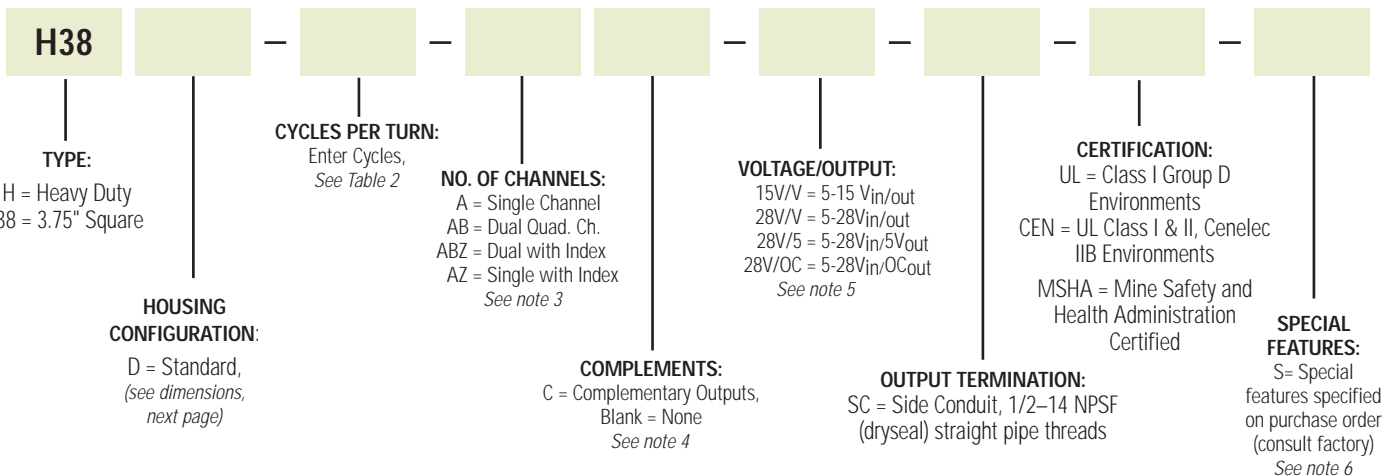 H38 – – – – – –
TYPE:
H = Heavy Duty
38 = 3.75" Square
HOUSING
CONFIGURATION:
D = Standard,
(see dimensions,
next page)
CYCLES PER TURN:
Enter Cycles,
See Table 2
NO. OF CHANNELS:
A = Single Channel
AB = Dual Quad. Ch.
ABZ = Dual with Index
AZ = Single with Index
See note 3
COMPLEMENTS:
C = Complementary Outputs,
Blank = None
See note 4
VOLTAGE/OUTPUT:
15V/V = 5-15 Vin/out
28V/V = 5-28Vin/out
28V/5 = 5-28Vin/5Vout
28V/OC = 5-28Vin/OCout
See note 5
OUTPUT TERMINATION:
SC = Side Conduit, 1/2–14 NPSF
(dryseal) straight pipe threads
CERTIFICATION:
UL = Class I Group D
Environments
CEN = UL Class I & II, Cenelec
IIB Environments
MSHA = Mine Safety and
Health Administration
Certified
SPECIAL
FEATURES:
S= Special
features specified
on purchase order
(consult factory)
See note 6